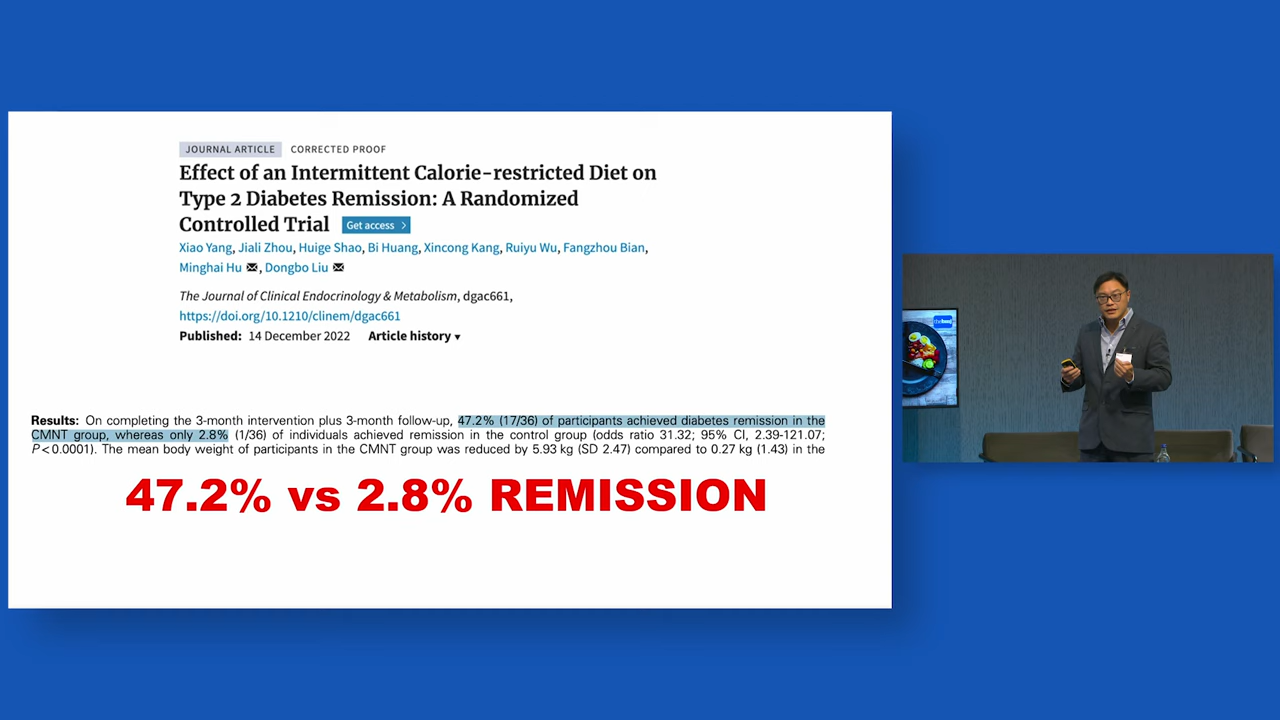 JOURNAL ARTICLE CORRECTED PROOF
Effect of an Intermittent Calorie-restricted Diet on
Type 2 Diabetes Remission: A Randomized
Controlled Trial Get access >
Xiao Yang, Jiali Zhou, Huige Shao, Bi Huang, Xincong Kang, Ruiyu Wu, Fangzhou Bian,
Minghai Hu, Dongbo Liu
The Journal of Clinical Endocrinology & Metabolism, dgac661,
https://doi.org/10.1210/clinem/dgac661
Published: 14 December 2022 Article history ▾
Results: On completing the 3-month intervention plus 3-month follow-up, 47.2% (17/36) of participants achieved diabetes remission in the
CMNT group, whereas only 2.8% (1/36) of individuals achieved remission in the control group (odds ratio 31.32; 95% CI, 2.39-121.07;
P<0.0001). The mean body weight of participants in the CMNT group was reduced by 5.93 kg (SD 2.47) compared to 0.27 kg (1.43) in the
47.2% vs 2.8% REMISSION